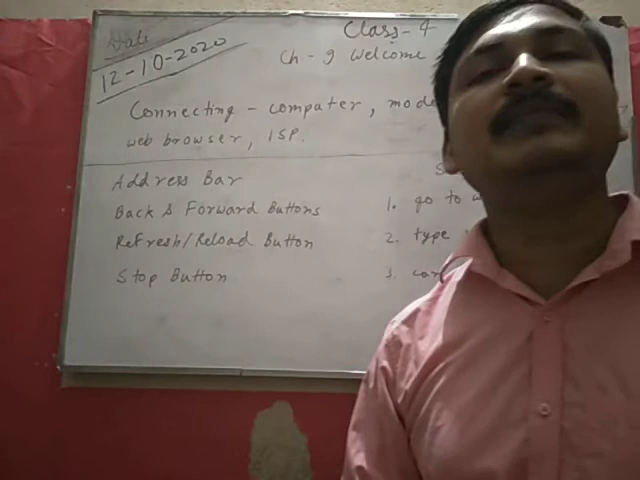 Date
12-10-2020
Class-4
Ch-9 Welcome
Connecting - computer, mode
web browser, ISP.
Address Bar
Back & Forward Buttons
1. go to
Refresh/Reload Button
2. type
Stop Button
3.